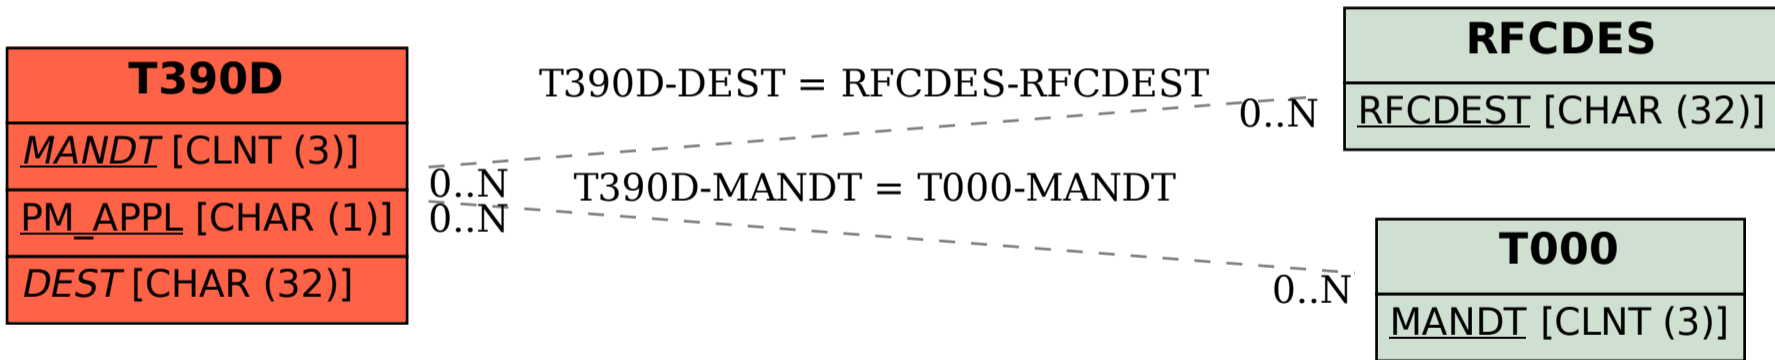 T390D
MANDT [CLNT (3)]
PM_APPL [CHAR (1)]
DEST [CHAR (32)]
T390D-DEST = RFCDES-RFCDEST
0..N
0..N
T390D-MANDT = T000-MANDT
0..N
0..N
RFCDES
RFCDEST [CHAR (32)]
T000
MANDT [CLNT (3)]